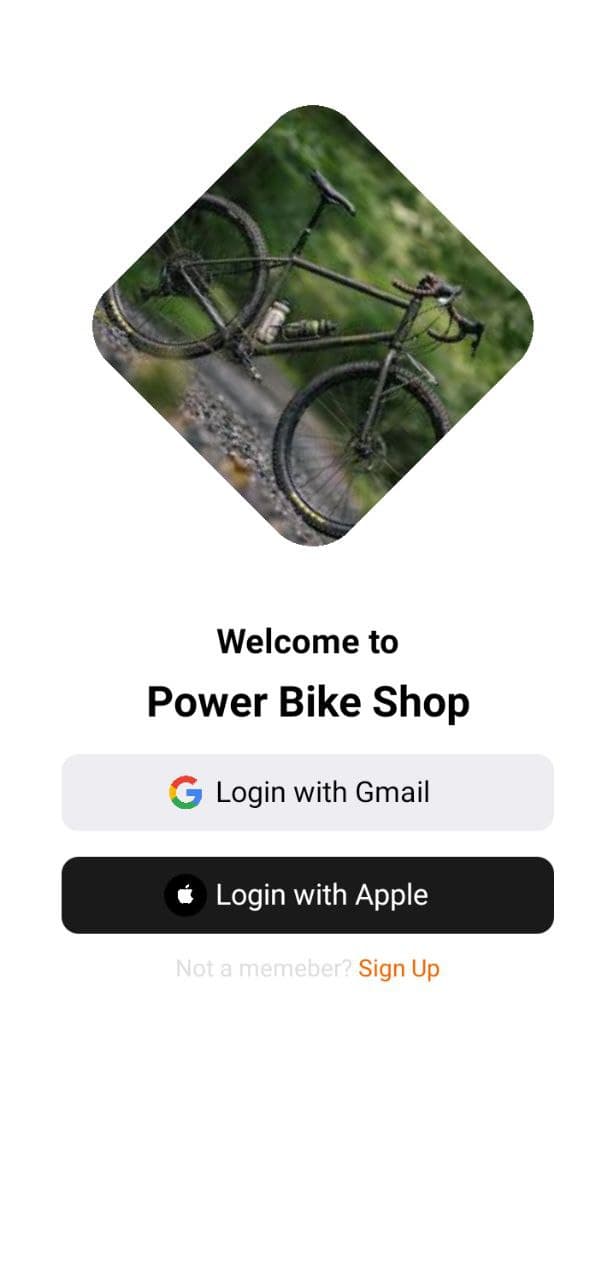 Welcome to
Power Bike Shop
Login with Gmail
Login with Apple
Not a memeber? Sign Up